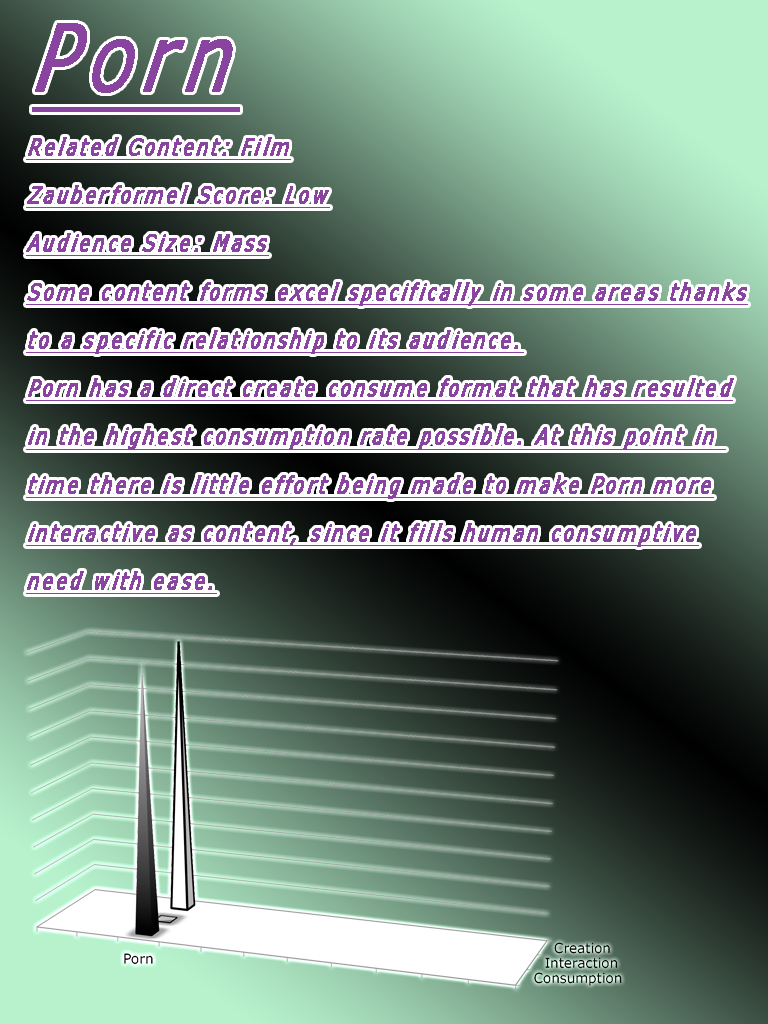 Porn
Related Content: Film
Zauberformel Score: Low
Audience Size: Mass
Some content forms excel specifically in some areas thanks
to a specific relationship to its audience.
Porn has a direct create consume format that has resulted
in the highest consumption rate possible. At this point in
time there is little effort being made to make Porn more
interactive as content, since it fills human consumptive
need with ease.
Porn
Creation
Interaction
Consumption